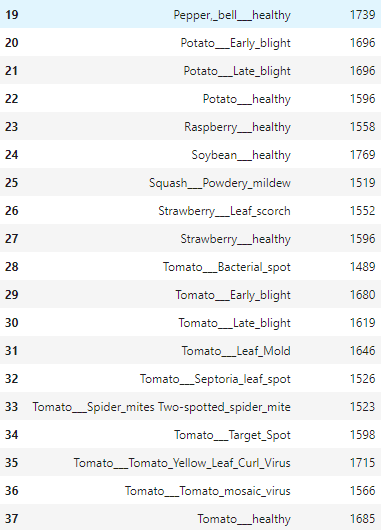 19 Pepper,_bell___healthy 1739
20 Potato___Early_blight 1696
21 Potato___Late_blight 1696
22 Potato___healthy 1596
23 Raspberry___healthy 1558
24 Soybean___healthy 1769
25 Squash___Powdery_mildew 1519
26 Strawberry___Leaf_scorch 1552
27 Strawberry___healthy 1596
28 Tomato___Bacterial_spot 1489
29 Tomato___Early_blight 1680
30 Tomato___Late_blight 1619
31 Tomato___Leaf_Mold 1646
32 Tomato___Septoria_leaf_spot 1526
33 Tomato___Spider_mites Two-spotted_spider_mite 1523
34 Tomato___Target_Spot 1598
35 Tomato___Tomato_Yellow_Leaf_Curl_Virus 1715
36 Tomato___Tomato_mosaic_virus 1566
37 Tomato___healthy 1685